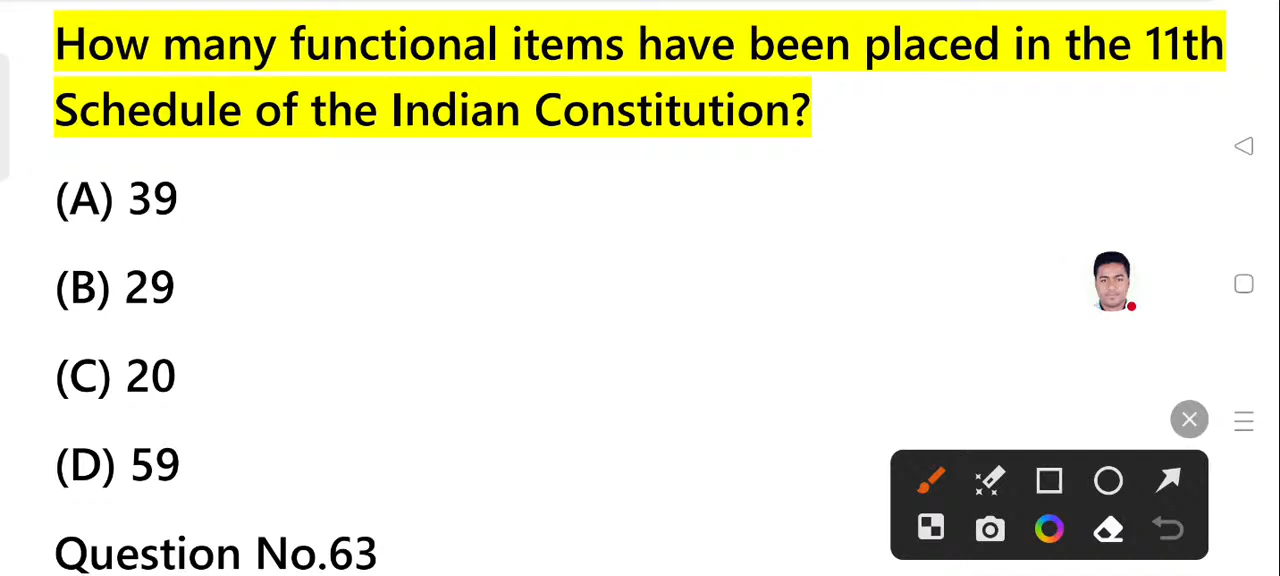 How many functional items have been placed in the 11th
Schedule of the Indian Constitution?
(A) 39
(B) 29
(C) 20
(D) 59
Question No.63